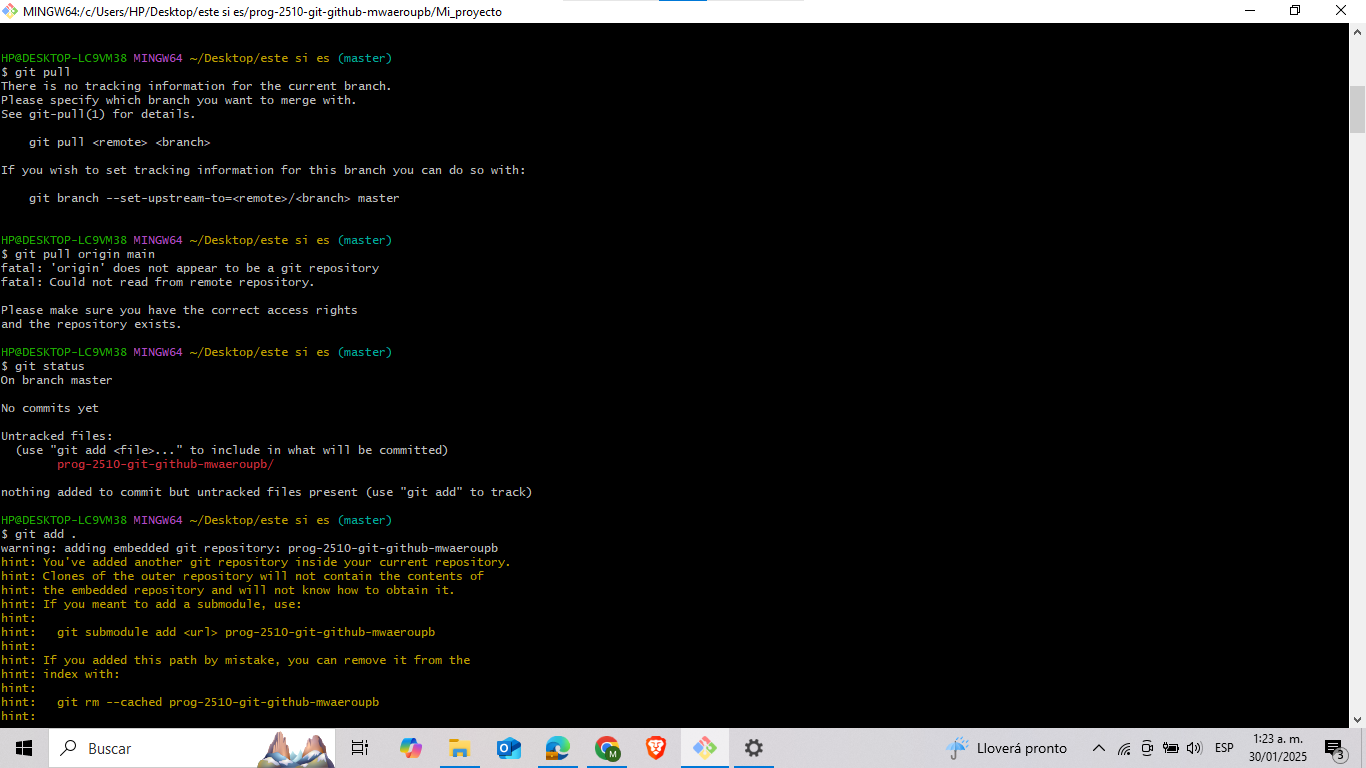 MINGW64:/c/Users/HP/Desktop/este si es/prog-2510-git-github-mwaeroupb/Mi_proyecto
HP@DESKTOP-LC9VM38 MINGW64 ~/Desktop/este si es (master)
$ git pull
There is no tracking information for the current branch.
Please specify which branch you want to merge with.
See git-pull(1) for details.
git pull <remote> <branch>
If you wish to set tracking information for this branch you can do so with:
git branch --set-upstream-to=<remote>/<branch> master
HP@DESKTOP-LC9VM38 MINGW64 ~/Desktop/este si es (master)
$ git pull origin main
fatal: 'origin' does not appear to be a git repository
fatal: Could not read from remote repository.
Please make sure you have the correct access rights
and the repository exists.
HP@DESKTOP-LC9VM38 MINGW64 ~/Desktop/este si es (master)
$ git status
On branch master
No commits yet
Untracked files:
(use "git add <file>..." to include in what will be committed)
prog-2510-git-github-mwaeroupb/
nothing added to commit but untracked files present (use "git add" to track)
HP@DESKTOP-LC9VM38 MINGW64 ~/Desktop/este si es (master)
$ git add .
warning: adding embedded git repository: prog-2510-git-github-mwaeroupb
hint: You've added another git repository inside your current repository.
hint: Clones of the outer repository will not contain the contents of
hint: the embedded repository and will not know how to obtain it.
hint: If you meant to add a submodule, use:
hint:
hint: git submodule add <url> prog-2510-git-github-mwaeroupb
hint:
hint: If you added this path by mistake, you can remove it from the
hint: index with:
hint:
hint: git rm --cached prog-2510-git-github-mwaeroupb
hint:
Buscar
M
Lloverá pronto
ESP
1:23 a. m.
30/01/2025
3